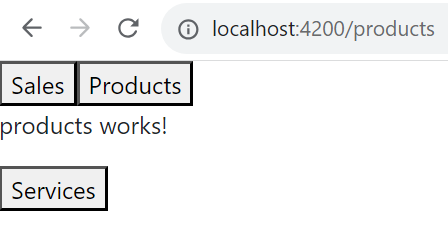 localhost:4200/products
Sales Products
products works!
Services